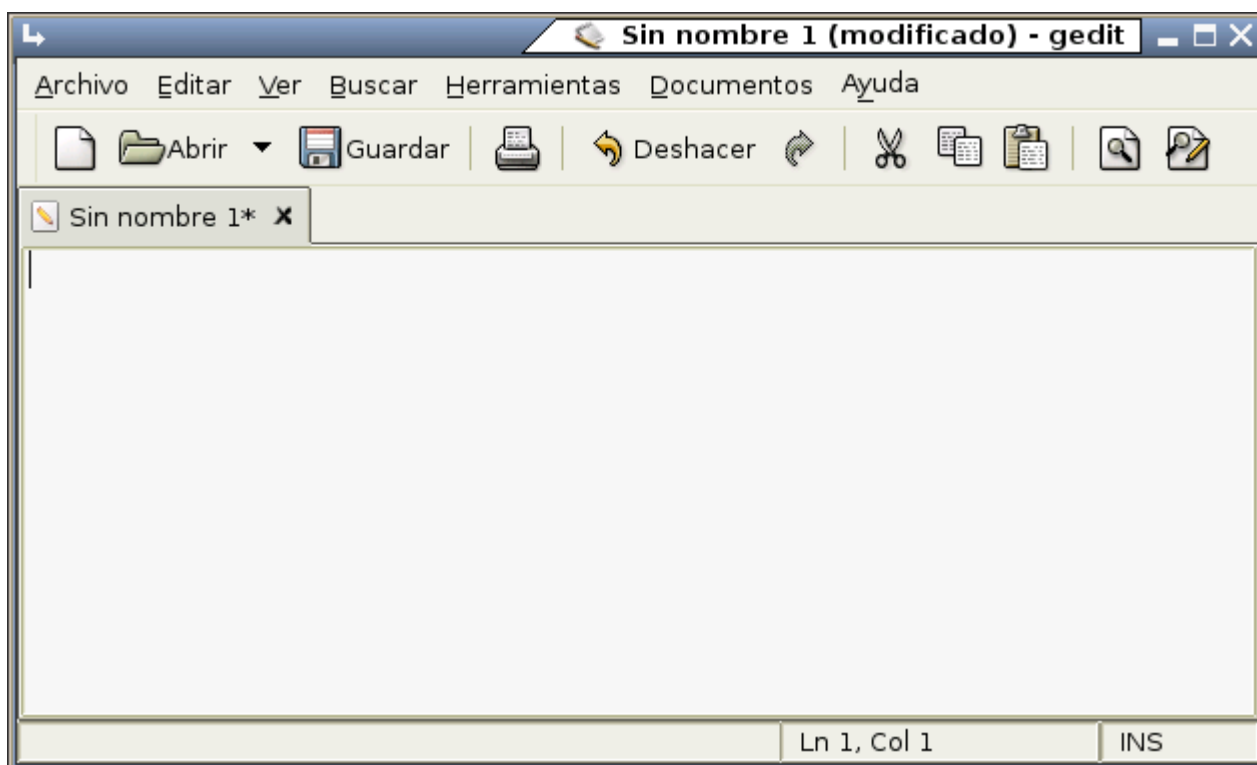 Sin nombre 1 (modificado) - gedit
Archivo Editar Ver Buscar Herramientas Documentos Ayuda
Abrir Guardar Deshacer
Sin nombre 1*
Ln 1, Col 1 INS